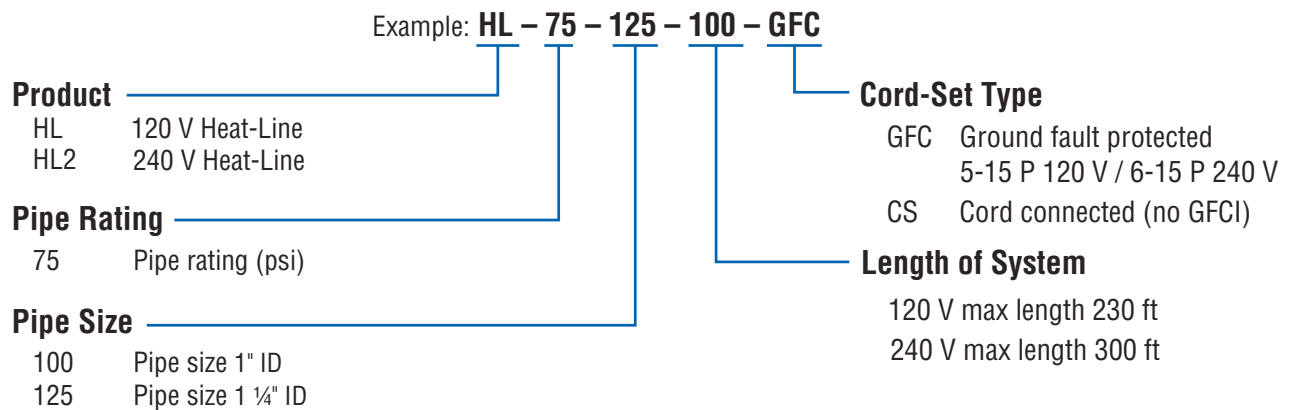 Example: HL – 75 – 125 – 100 – GFC
Product
HL 120 V Heat-Line
HL2 240 V Heat-Line
Pipe Rating
75 Pipe rating (psi)
Pipe Size
100 Pipe size 1" ID
125 Pipe size 1 ¼" ID
Cord-Set Type
GFC Ground fault protected
5-15 P 120 V / 6-15 P 240 V
CS Cord connected (no GFCI)
Length of System
120 V max length 230 ft
240 V max length 300 ft